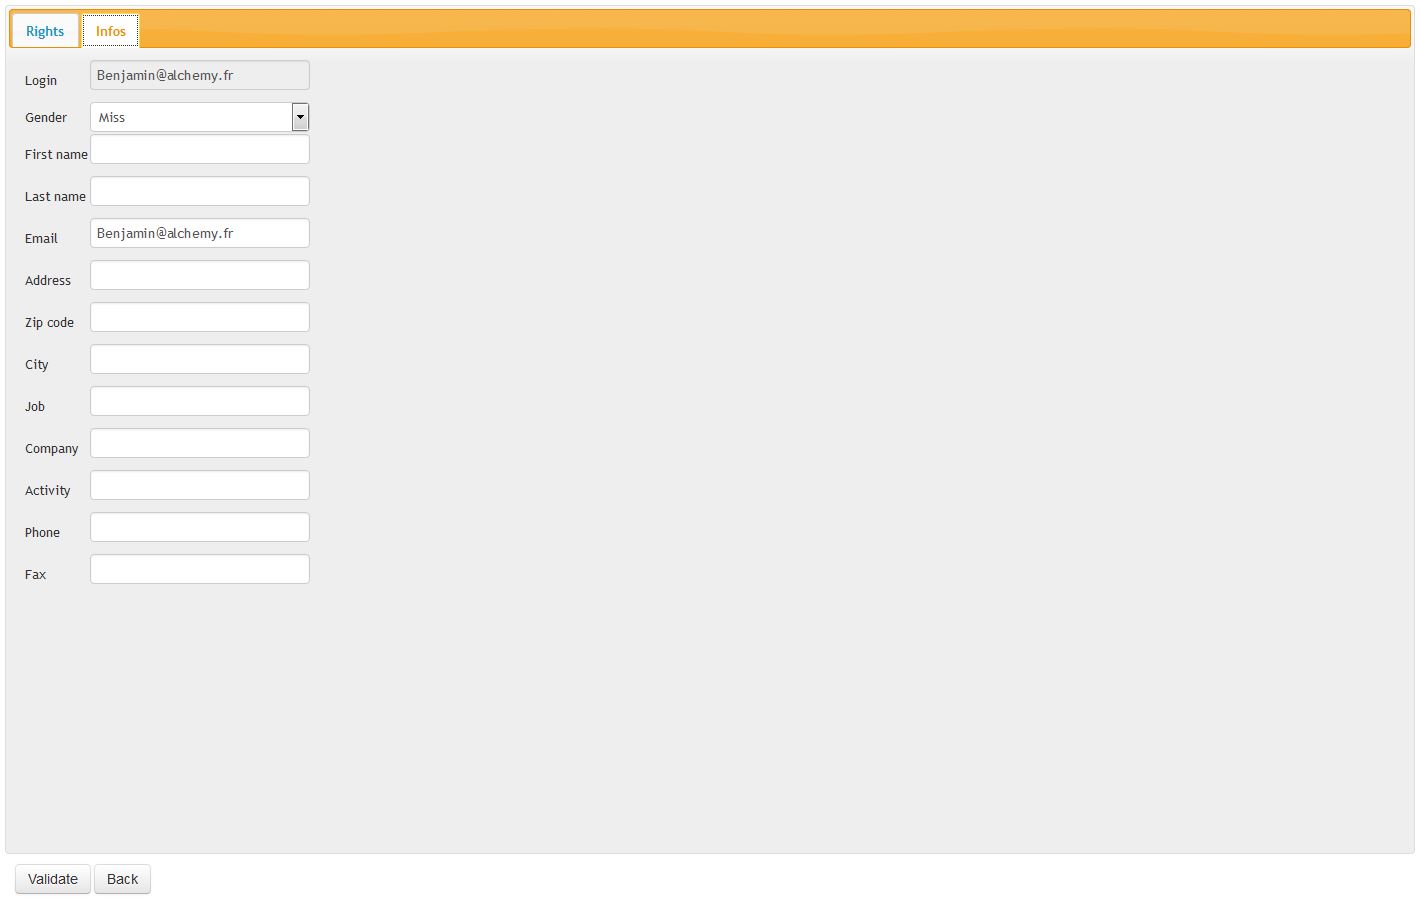 Rights Infos
Login Benjamin@alchemy.fr
Gender Miss
First name
Last name
Email Benjamin@alchemy.fr
Address
Zip code
City
Job
Company
Activity
Phone
Fax
Validate Back